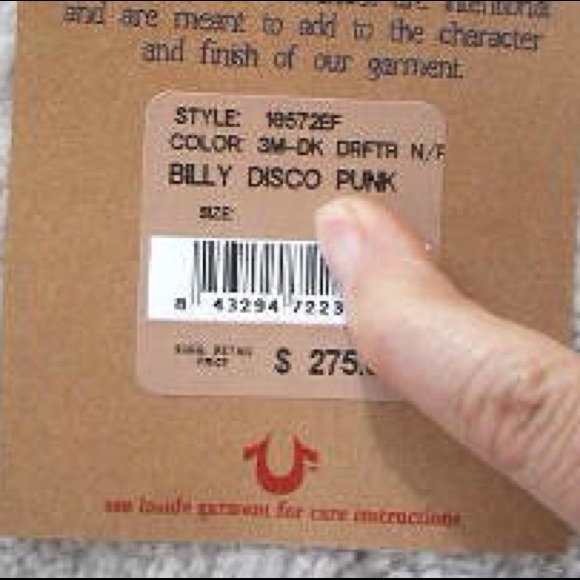 and are meant to add to the character
and finish of our garment.
STYLE: 18572EF
COLOR: 3M-DK DRFTR N/F
BILLY DISCO PUNK
SIZE:
8 43294 7223
$ 275.
see inside garment for care instructions